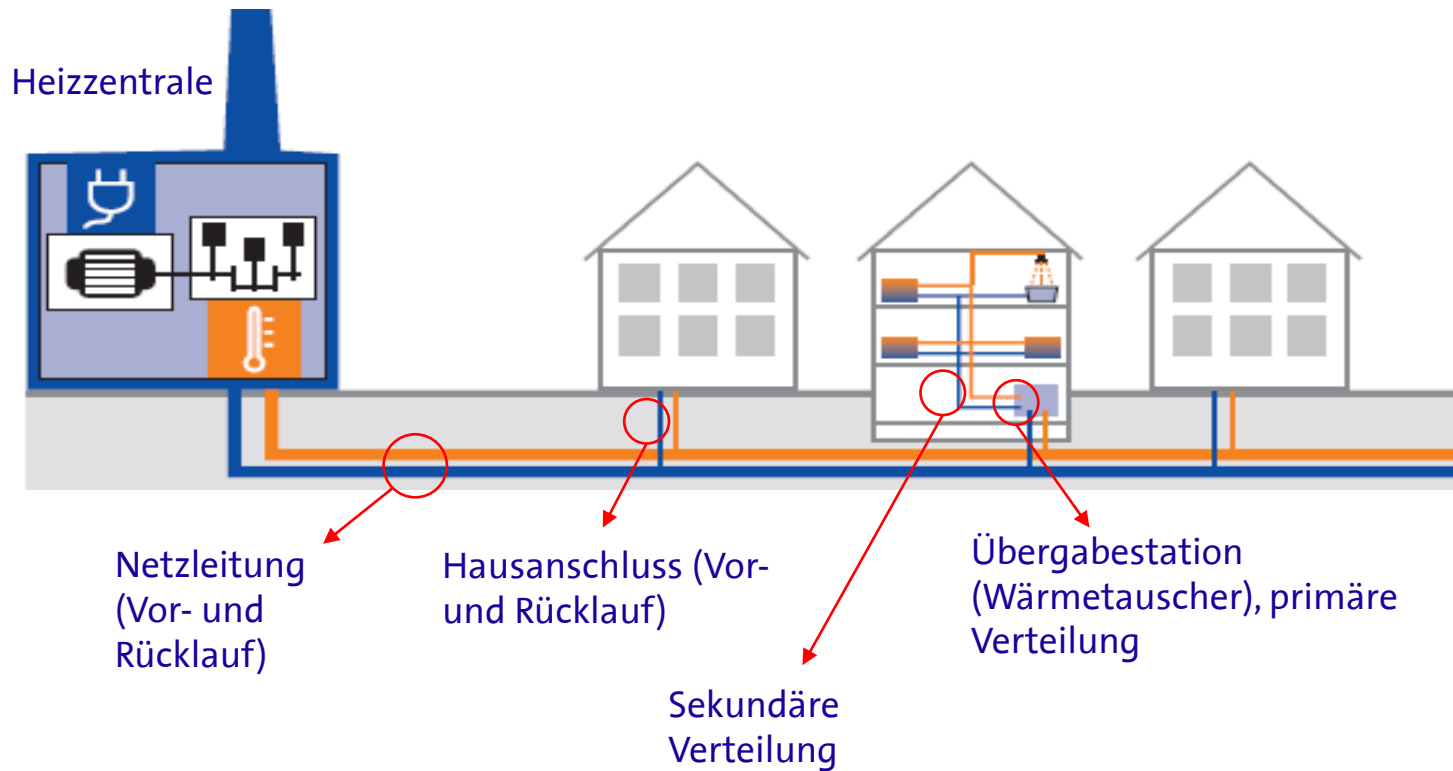 Heizzentrale
Netzleitung
(Vor- und
Rücklauf)
Hausanschluss (Vor-
und Rücklauf)
Übergabestation
(Wärmetauscher), primäre
Verteilung
Sekundäre
Verteilung